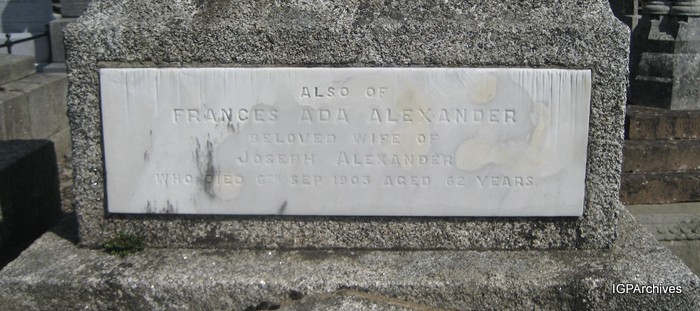 ALSO OF
FRANCES ADA ALEXANDER
BELOVED WIFE OF
JOSEPH ALEXANDER
WHO DIED 6TH SEP 1903 AGED 62 YEARS.
IGPArchives